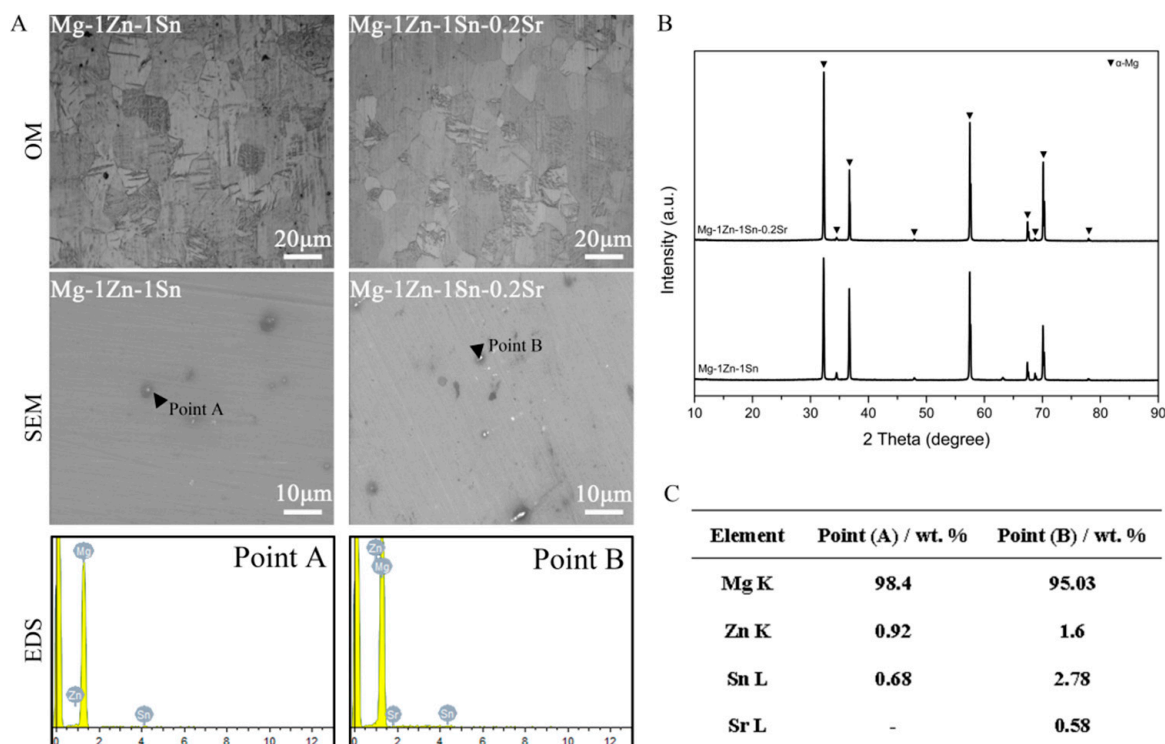 A
Mg-1Zn-1Sn
Mg-1Zn-1Sn-0.2Sr
OM
20μm
20μm
Mg-1Zn-1Sn
Mg-1Zn-1Sn-0.2Sr
SEM
Point A
Point B
10μm
10μm
EDS
Point A
Mg
Zn
Sn
0 2 4 6 8 10 12
Point B
Zn
Mg
Sr
Sn
0 2 4 6 8 10 12
B
▼α-Mg
Mg-1Zn-1Sn-0.2Sr
Mg-1Zn-1Sn
Intensity (a.u.)
10 20 30 40 50 60 70 80 90
2 Theta (degree)
C
Element Point (A) / wt. % Point (B) / wt. %
Mg K 98.4 95.03
Zn K 0.92 1.6
Sn L 0.68 2.78
Sr L - 0.58